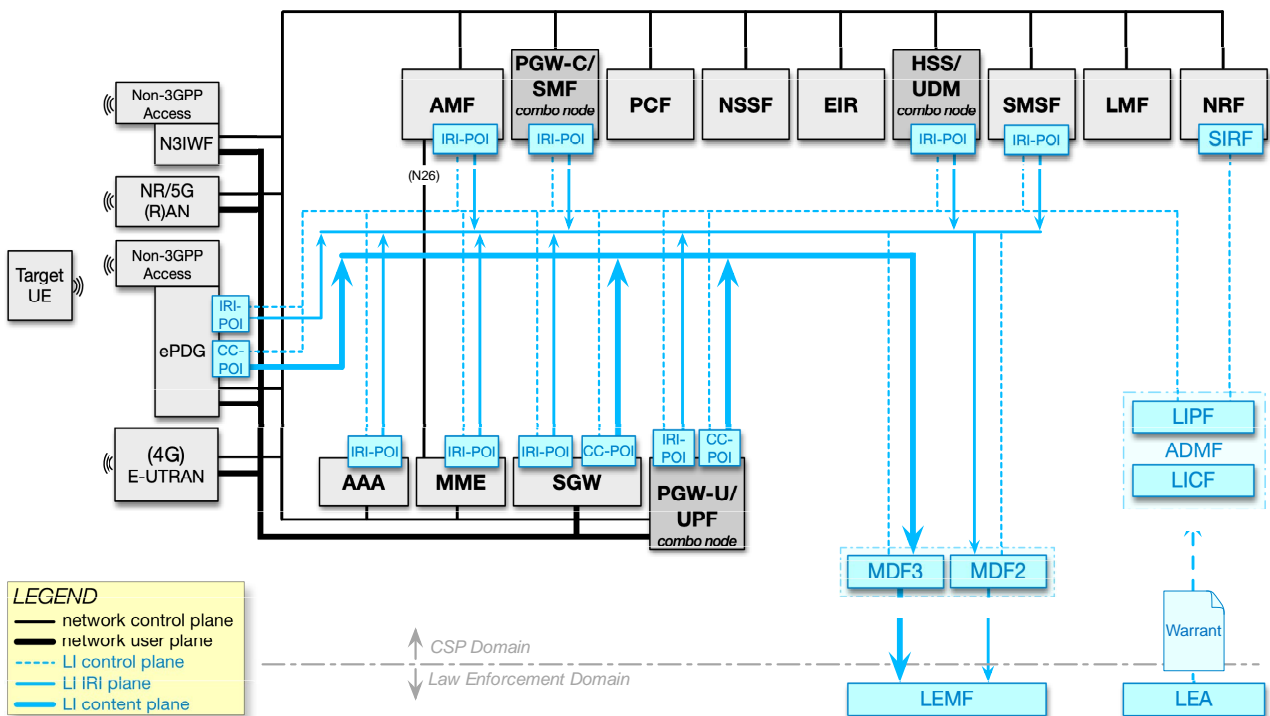 PGW-C/
SMF
combo node
HSS/
UDM
combo node
AMF
PCF
NSSF
EIR
SMSF
LMF
NRF
IRI-POI
IRI-POI
IRI-POI
IRI-POI
SIRF
Non-3GPP
Access
N3IWF
(N26)
NR/5G
(R)AN
Target
UE
Non-3GPP
Access
IRI-
POI
ePDG
CC-
POI
(4G)
E-UTRAN
IRI-POI
IRI-POI
IRI-POI
CC-POI
IRI-
POI
CC-
POI
AAA
MME
SGW
PGW-U/
UPF
combo node
LIPF
ADMF
LICF
MDF3
MDF2
Warrant
LEGEND
network control plane
network user plane
LI control plane
LI IRI plane
LI content plane
CSP Domain
Law Enforcement Domain
LEMF
LEA